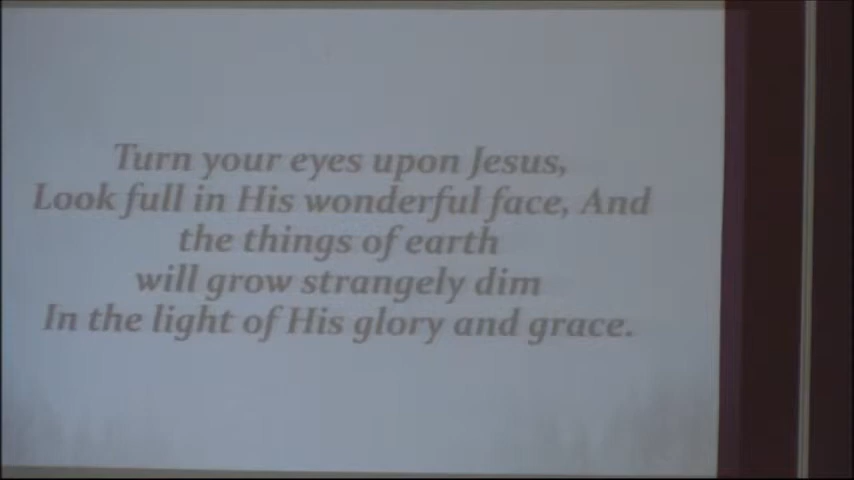 Turn your eyes upon Jesus,
Look full in His wonderful face, And
the things of earth
will grow strangely dim
In the light of His glory and grace.